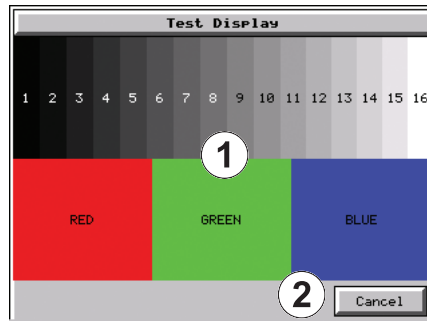 Test Display
1 2 3 4 5 6 7 8 9 10 11 12 13 14 15 16
1
RED GREEN BLUE
2 Cancel